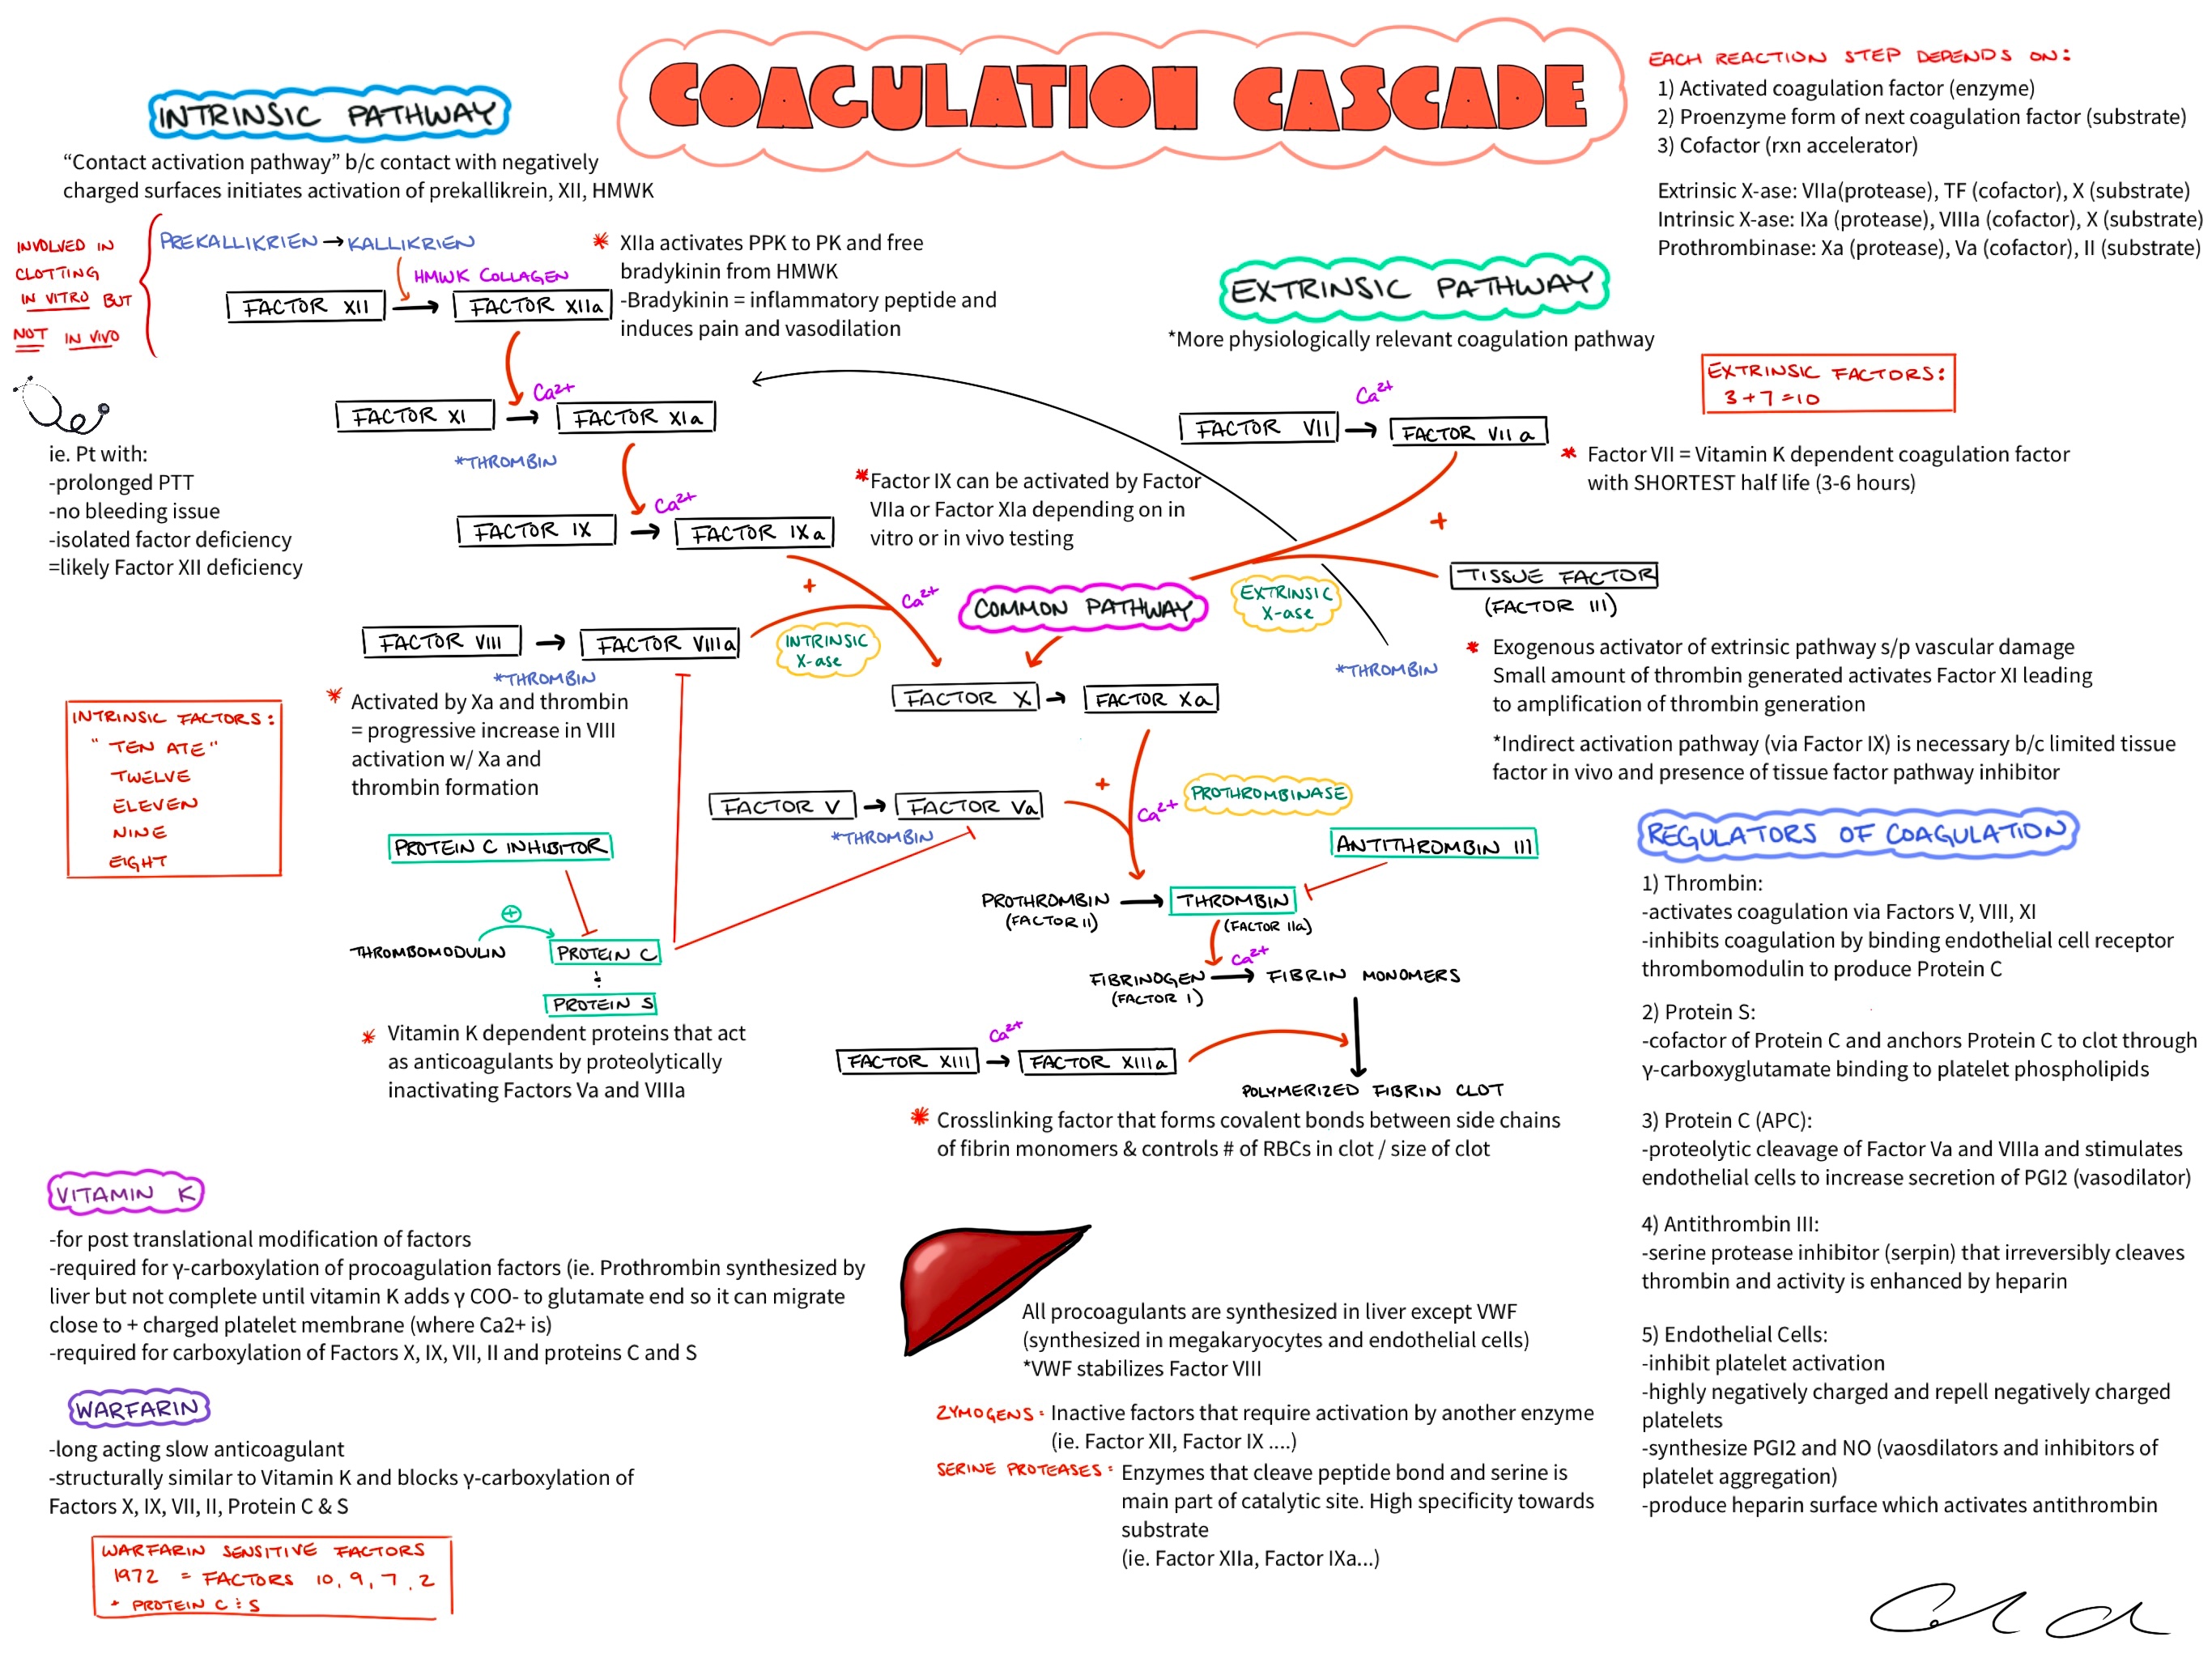 COAGULATION CASCADE
INTRINSIC PATHWAY
“Contact activation pathway” b/c contact with negatively
charged surfaces initiates activation of prekallikrein, XII, HMWK
INVOLVED IN
CLOTTING
IN VITRO BUT
NOT IN VIVO
PREKALLIKRIEN → KALLIKRIEN
HMWK COLLAGEN
FACTOR XII → FACTOR XIIa
* XIIa activates PPK to PK and free
bradykinin from HMWK
-Bradykinin = inflammatory peptide and
induces pain and vasodilation
Ca2+
FACTOR XI → FACTOR XIa
*THROMBIN
ie. Pt with:
-prolonged PTT
-no bleeding issue
-isolated factor deficiency
=likely Factor XII deficiency
Ca2+
FACTOR IX → FACTOR IXa
*Factor IX can be activated by Factor
VIIa or Factor XIa depending on in
vitro or in vivo testing
+
Ca2+
FACTOR VIII → FACTOR VIIIa
*THROMBIN
INTRINSIC
X-ase
* Activated by Xa and thrombin
= progressive increase in VIII
activation w/ Xa and
thrombin formation
INTRINSIC FACTORS:
"TEN ATE"
TWELVE
ELEVEN
NINE
EIGHT
EACH REACTION STEP DEPENDS ON:
1) Activated coagulation factor (enzyme)
2) Proenzyme form of next coagulation factor (substrate)
3) Cofactor (rxn accelerator)
Extrinsic X-ase: VIIa(protease), TF (cofactor), X (substrate)
Intrinsic X-ase: IXa (protease), VIIIa (cofactor), X (substrate)
Prothrombinase: Xa (protease), Va (cofactor), II (substrate)
EXTRINSIC PATHWAY
*More physiologically relevant coagulation pathway
EXTRINSIC FACTORS:
3+7=10
Ca2+
FACTOR VII → FACTOR VIIa
* Factor VII = Vitamin K dependent coagulation factor
with SHORTEST half life (3-6 hours)
+
TISSUE FACTOR
(FACTOR III)
EXTRINSIC
X-ase
*THROMBIN
* Exogenous activator of extrinsic pathway s/p vascular damage
Small amount of thrombin generated activates Factor XI leading
to amplification of thrombin generation
*Indirect activation pathway (via Factor IX) is necessary b/c limited tissue
factor in vivo and presence of tissue factor pathway inhibitor
COMMON PATHWAY
FACTOR X → FACTOR Xa
+
FACTOR V → FACTOR Va
*THROMBIN
Ca2+
PROTHROMBINASE
ANTITHROMBIN III
PROTHROMBIN → THROMBIN
(FACTOR II)
(FACTOR IIa)
Ca2+
FIBRINOGEN → FIBRIN MONOMERS
(FACTOR I)
Ca2+
FACTOR XIII → FACTOR XIIIa
POLYMERIZED FIBRIN CLOT
* Crosslinking factor that forms covalent bonds between side chains
of fibrin monomers & controls # of RBCs in clot / size of clot
PROTEIN C INHIBITOR
+
THROMBOMODULIN
PROTEIN C
PROTEIN S
* Vitamin K dependent proteins that act
as anticoagulants by proteolytically
inactivating Factors Va and VIIIa
REGULATORS OF COAGULATION
1) Thrombin:
-activates coagulation via Factors V, VIII, XI
-inhibits coagulation by binding endothelial cell receptor
thrombomodulin to produce Protein C
2) Protein S:
-cofactor of Protein C and anchors Protein C to clot through
γ-carboxyglutamate binding to platelet phospholipids
3) Protein C (APC):
-proteolytic cleavage of Factor Va and VIIIa and stimulates
endothelial cells to increase secretion of PGI2 (vasodilator)
4) Antithrombin III:
-serine protease inhibitor (serpin) that irreversibly cleaves
thrombin and activity is enhanced by heparin
5) Endothelial Cells:
-inhibit platelet activation
-highly negatively charged and repell negatively charged
platelets
-synthesize PGI2 and NO (vaosdilators and inhibitors of
platelet aggregation)
-produce heparin surface which activates antithrombin
VITAMIN K
-for post translational modification of factors
-required for γ-carboxylation of procoagulation factors (ie. Prothrombin synthesized by
liver but not complete until vitamin K adds γ COO- to glutamate end so it can migrate
close to + charged platelet membrane (where Ca2+ is)
-required for carboxylation of Factors X, IX, VII, II and proteins C and S
WARFARIN
-long acting slow anticoagulant
-structurally similar to Vitamin K and blocks γ-carboxylation of
Factors X, IX, VII, II, Protein C & S
WARFARIN SENSITIVE FACTORS
1972 = FACTORS 10, 9, 7, 2
+ PROTEIN C & S
All procoagulants are synthesized in liver except VWF
(synthesized in megakaryocytes and endothelial cells)
*VWF stabilizes Factor VIII
ZYMOGENS: Inactive factors that require activation by another enzyme
(ie. Factor XII, Factor IX ....)
SERINE PROTEASES: Enzymes that cleave peptide bond and serine is
main part of catalytic site. High specificity towards
substrate
(ie. Factor XIIa, Factor IXa...)